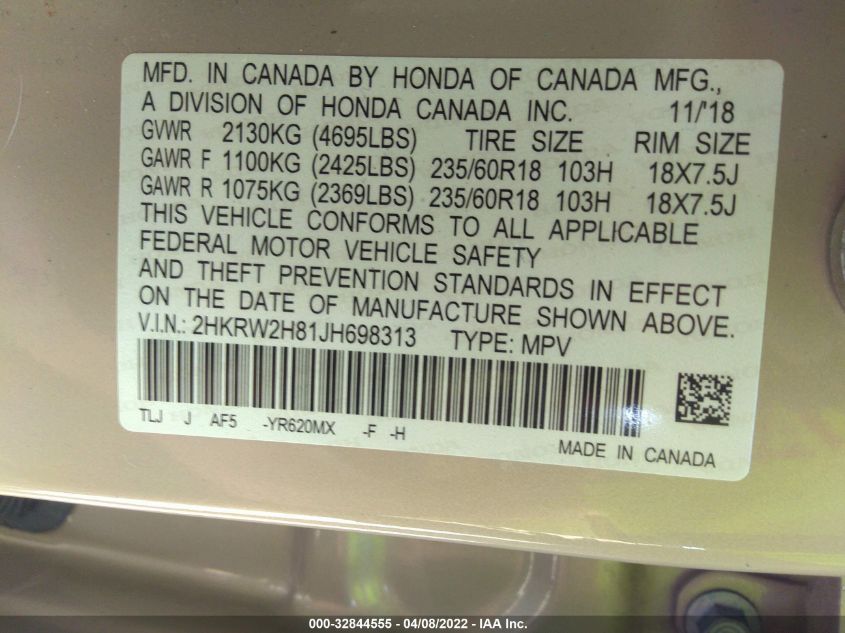 MFD. IN CANADA BY HONDA OF CANADA MFG.,
A DIVISION OF HONDA CANADA INC. 11/'18
GVWR 2130KG (4695LBS) TIRE SIZE RIM SIZE
GAWR F 1100KG (2425LBS) 235/60R18 103H 18X7.5J
GAWR R 1075KG (2369LBS) 235/60R18 103H 18X7.5J
THIS VEHICLE CONFORMS TO ALL APPLICABLE
FEDERAL MOTOR VEHICLE SAFETY
AND THEFT PREVENTION STANDARDS IN EFFECT
ON THE DATE OF MANUFACTURE SHOWN ABOVE.
V.I.N.: 2HKRW2H81JH698313 TYPE: MPV
TLJ J AF5 -YR620MX -F -H
MADE IN CANADA
000-32844555 - 04/08/2022 - IAA Inc.